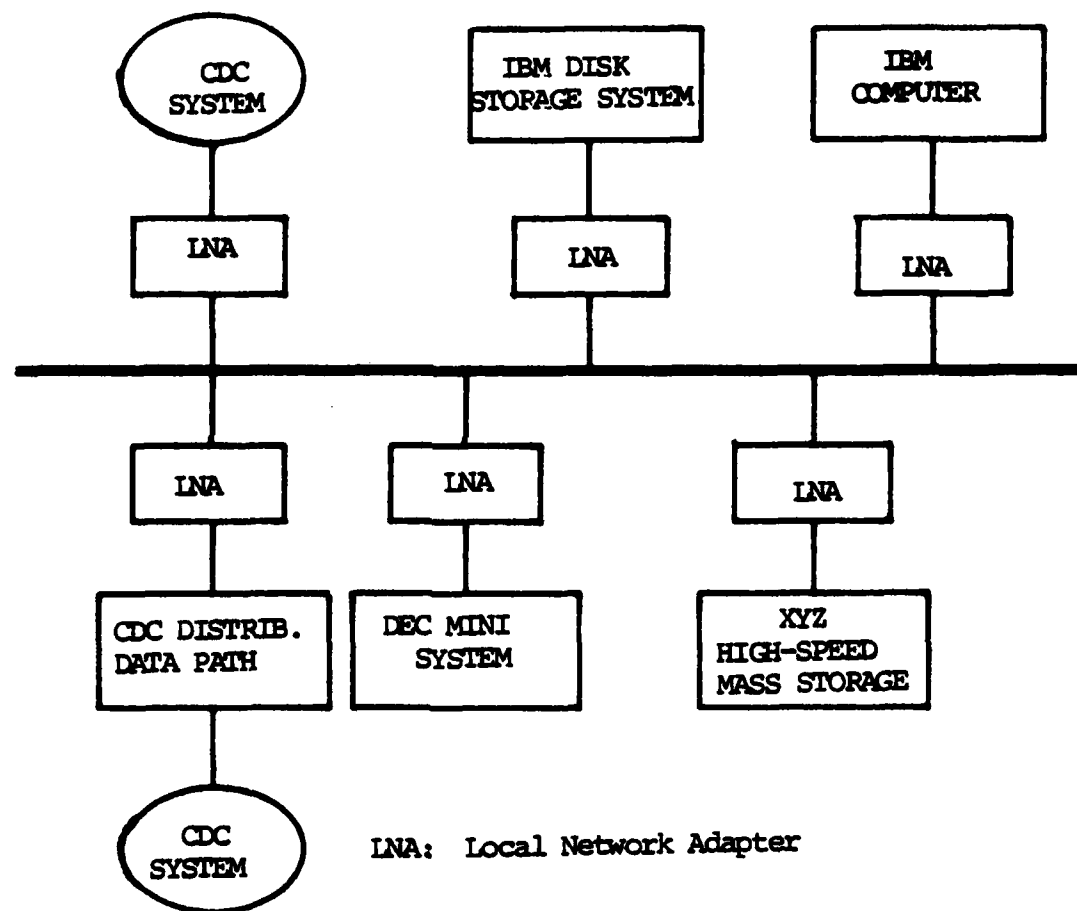 CDC
SYSTEM
IBM DISK
STORAGE SYSTEM
IBM
COMPUTER
LNA
LNA
LNA
LNA
LNA
LNA
CDC DISTRIB.
DATA PATH
DEC MINI
SYSTEM
XYZ
HIGH-SPEED
MASS STORAGE
CDC
SYSTEM
LNA: Local Network Adapter